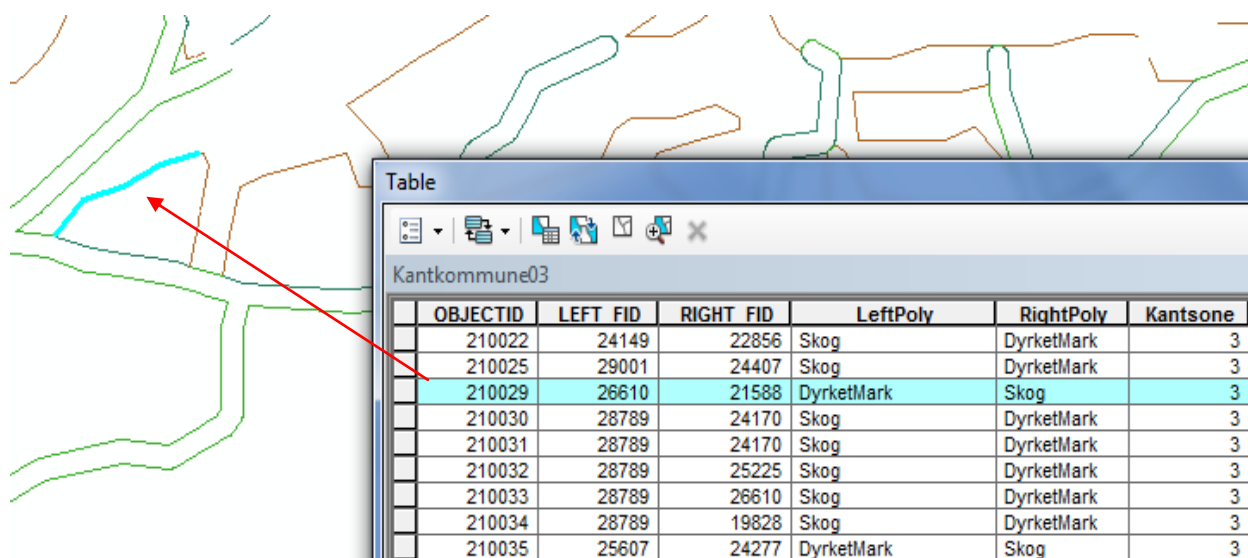 Table
Kantkommune03
OBJECTID LEFT_FID RIGHT_FID LeftPoly RightPoly Kantsone
210022 24149 22856 Skog DyrketMark 3
210025 29001 24407 Skog DyrketMark 3
210029 26610 21588 DyrketMark Skog 3
210030 28789 24170 Skog DyrketMark 3
210031 28789 24170 Skog DyrketMark 3
210032 28789 25225 Skog DyrketMark 3
210033 28789 26610 Skog DyrketMark 3
210034 28789 19828 Skog DyrketMark 3
210035 25607 24277 DyrketMark Skog 3